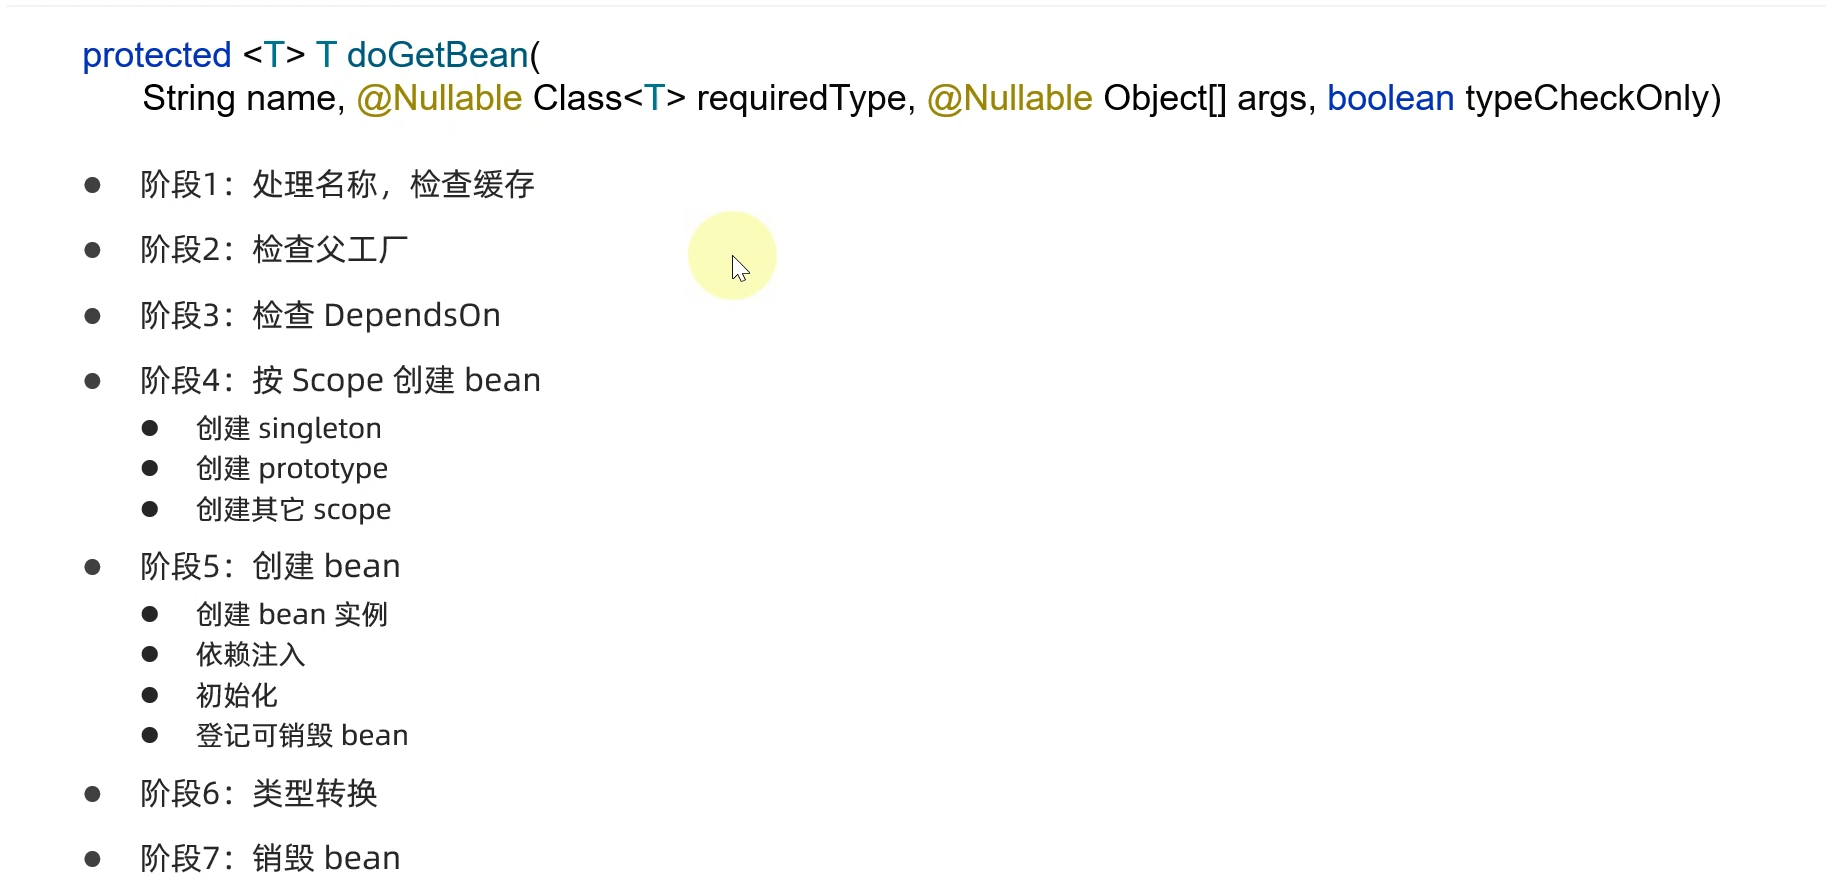 protected <T> T doGetBean(
String name, @Nullable Class<T> requiredType, @Nullable Object[] args, boolean typeCheckOnly)
● 阶段1：处理名称，检查缓存
● 阶段2：检查父工厂
● 阶段3：检查 DependsOn
● 阶段4：按 Scope 创建 bean
● 创建 singleton
● 创建 prototype
● 创建其它 scope
● 阶段5：创建 bean
● 创建 bean 实例
● 依赖注入
● 初始化
● 登记可销毁 bean
● 阶段6：类型转换
● 阶段7：销毁 bean